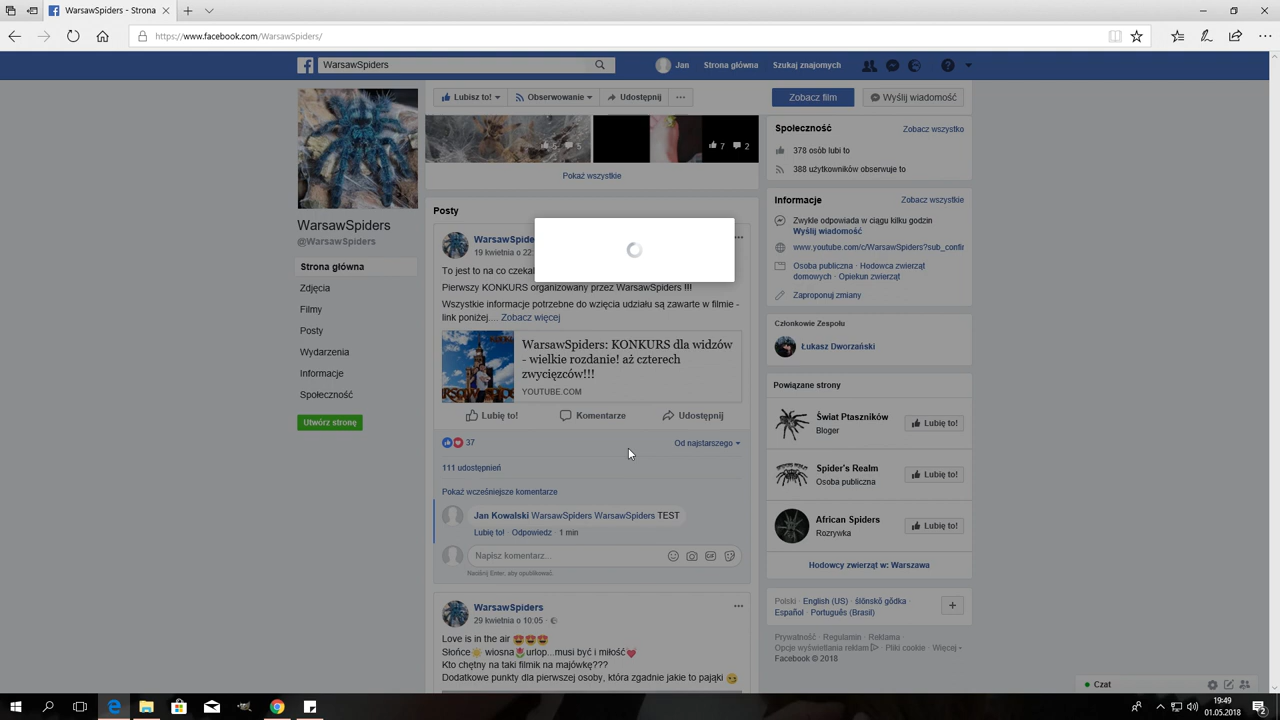 WarsawSpiders - Strona
https://www.facebook.com/WarsawSpiders/
WarsawSpiders
Jan
Strona główna
Szukaj znajomych
WarsawSpiders
@WarsawSpiders
Strona główna
Zdjęcia
Filmy
Posty
Wydarzenia
Informacje
Społeczność
Utwórz stronę
Lubisz to!
Obserwowanie
Udostępnij
Zobacz film
Wyślij wiadomość
5 5
7 2
Pokaż wszystkie
Posty
19 kwietnia o 22
To jest to na co czekal
Pierwszy KONKURS organizowany przez WarsawSpiders !!!
Wszystkie informacje potrzebne do wzięcia udziału są zawarte w filmie -
link poniżej.... Zobacz więcej
WarsawSpiders: KONKURS dla widzów
- wielkie rozdanie! aż czterech
zwycięzców!!!
YOUTUBE.COM
Lubię to!
Komentarze
Udostępnij
37
Od najstarszego
111 udostępnień
Pokaż wcześniejsze komentarze
Jan Kowalski WarsawSpiders WarsawSpiders TEST
Lubię to! · Odpowiedz · 1 min
Napisz komentarz...
Naciśnij Enter, aby opublikować.
WarsawSpiders
29 kwietnia o 10:05 ·
Love is in the air 😍😍😍
Słońce☀️ wiosna🌷urlop...musi być i miłość💗
Kto chętny na taki filmik na majówkę???
Dodatkowe punkty dla pierwszej osoby, która zgadnie jakie to pająki
Społeczność
Zobacz wszystko
378 osób lubi to
388 użytkowników obserwuje to
Informacje
Zobacz wszystkie
Zwykle odpowiada w ciągu kilku godzin
Wyślij wiadomość
www.youtube.com/c/WarsawSpiders?sub_confir
Osoba publiczna · Hodowca zwierząt
domowych · Opiekun zwierząt
Zaproponuj zmiany
Członkowie Zespołu
Łukasz Dworzański
Powiązane strony
Świat Ptaszników
Bloger
Lubię to!
Spider's Realm
Osoba publiczna
Lubię to!
African Spiders
Rozrywka
Lubię to!
Hodowcy zwierząt w: Warszawa
Polski · English (US) · ślōnskŏ gŏdka ·
Español · Português (Brasil)
Prywatność · Regulamin · Reklama ·
Opcje wyświetlania reklam · Pliki cookie · Więcej
Facebook © 2018
Czat
19:49
01.05.2018
2